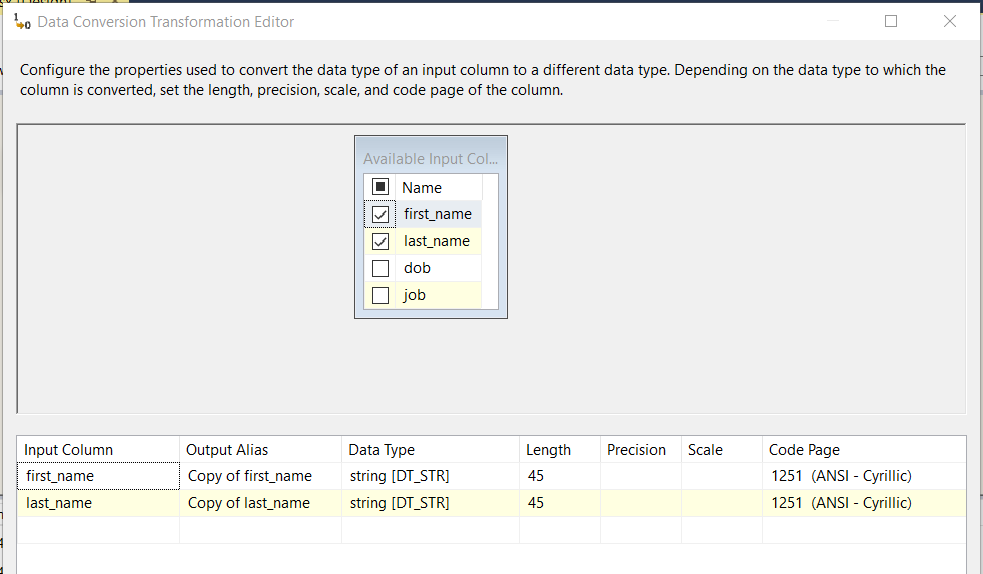 Data Conversion Transformation Editor
Configure the properties used to convert the data type of an input column to a different data type. Depending on the data type to which the
column is converted, set the length, precision, scale, and code page of the column.
Available Input Col...
Name
first_name
last_name
dob
job
Input Column Output Alias Data Type Length Precision Scale Code Page
first_name Copy of first_name string [DT_STR] 45 1251 (ANSI - Cyrillic)
last_name Copy of last_name string [DT_STR] 45 1251 (ANSI - Cyrillic)